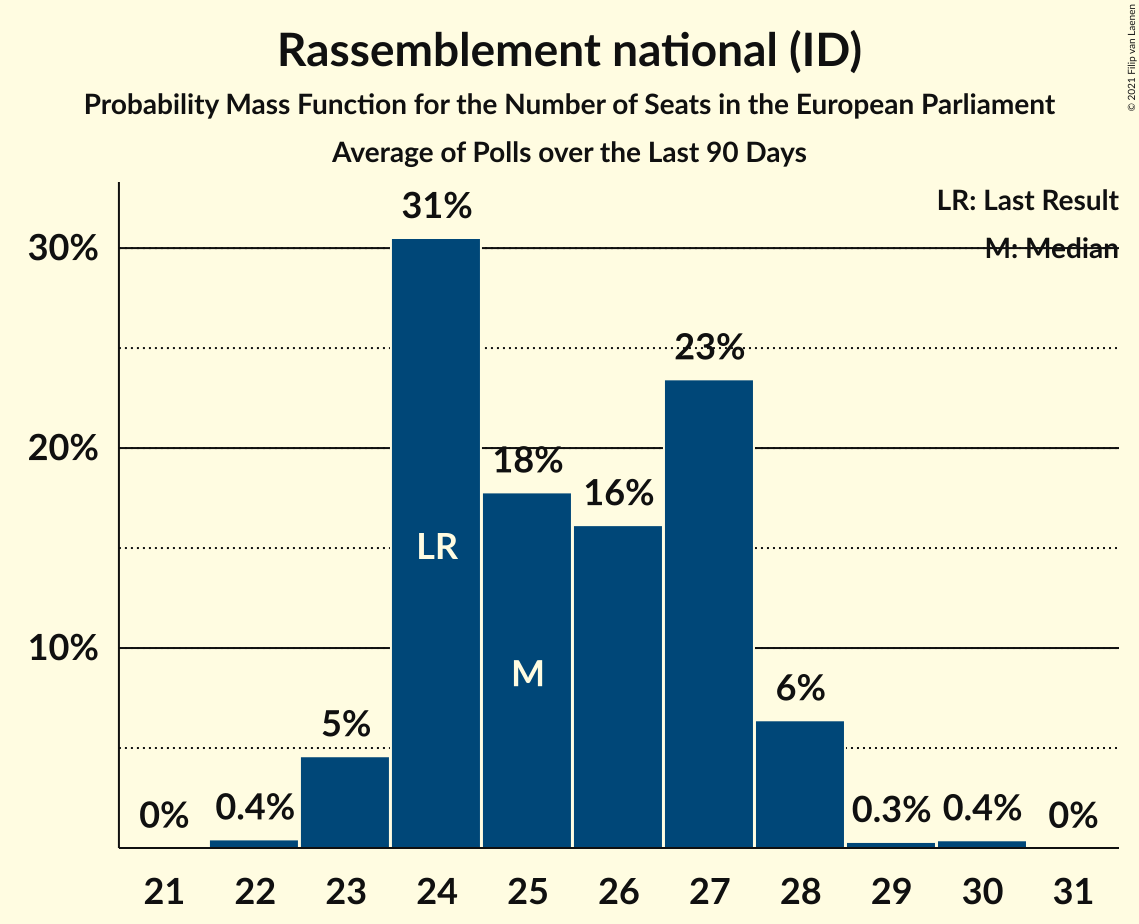 Rassemblement national (ID)
Probability Mass Function for the Number of Seats in the European Parliament
Average of Polls over the Last 90 Days
© 2021 Filip van Laenen
LR: Last Result
M: Median
30%
20%
10%
0%
0.4%
5%
31%
18%
16%
23%
6%
0.3%
0.4%
0%
LR
M
21 22 23 24 25 26 27 28 29 30 31